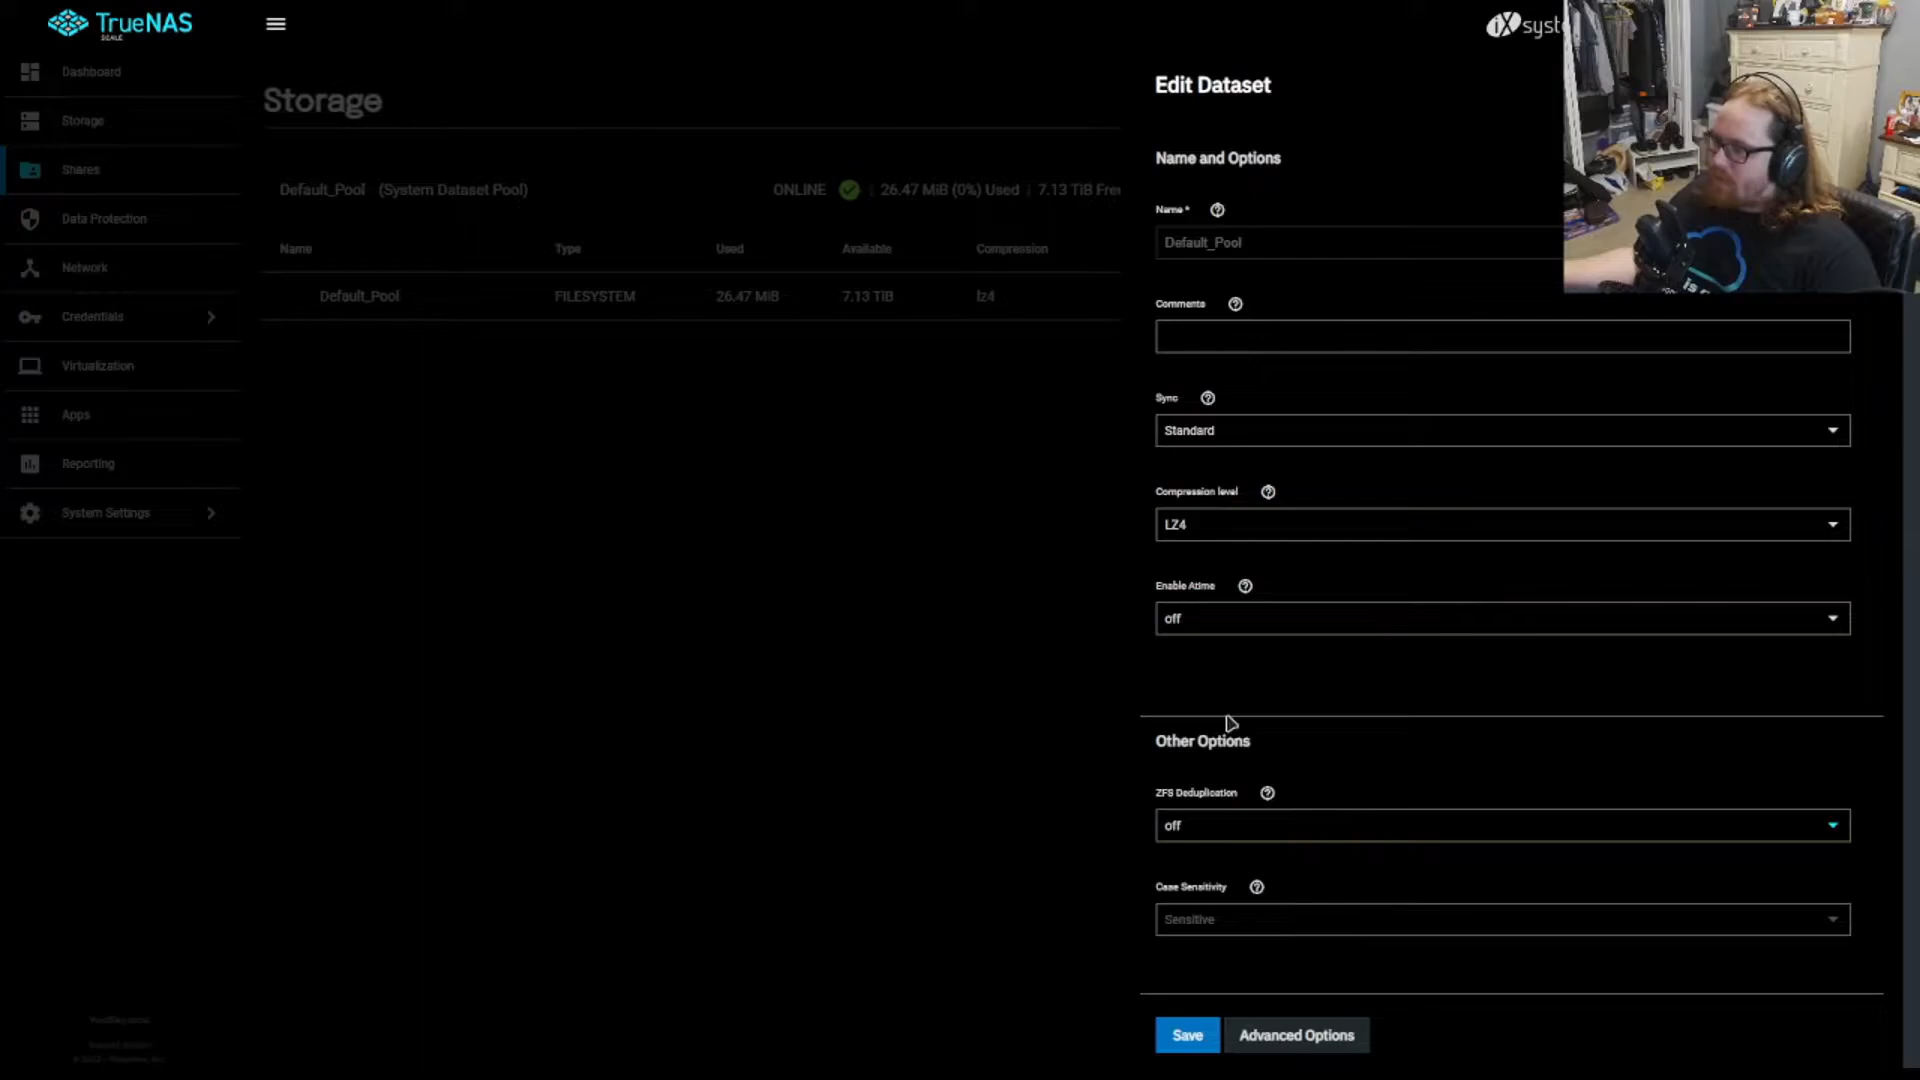 TrueNAS
SCALE
iX syste
Dashboard
Storage
Shares
Data Protection
Network
Credentials
Virtualization
Apps
Reporting
System Settings
Storage
Default_Pool (System Dataset Pool)
ONLINE | 26.47 MiB (0%) Used | 7.13 TiB Free
Name Type Used Available Compression
Default_Pool FILESYSTEM 26.47 MiB 7.13 TiB lz4
Edit Dataset
Name and Options
Name *
Default_Pool
Comments
Sync
Standard
Compression level
LZ4
Enable Atime
off
Other Options
ZFS Deduplication
off
Case Sensitivity
Sensitive
Save
Advanced Options